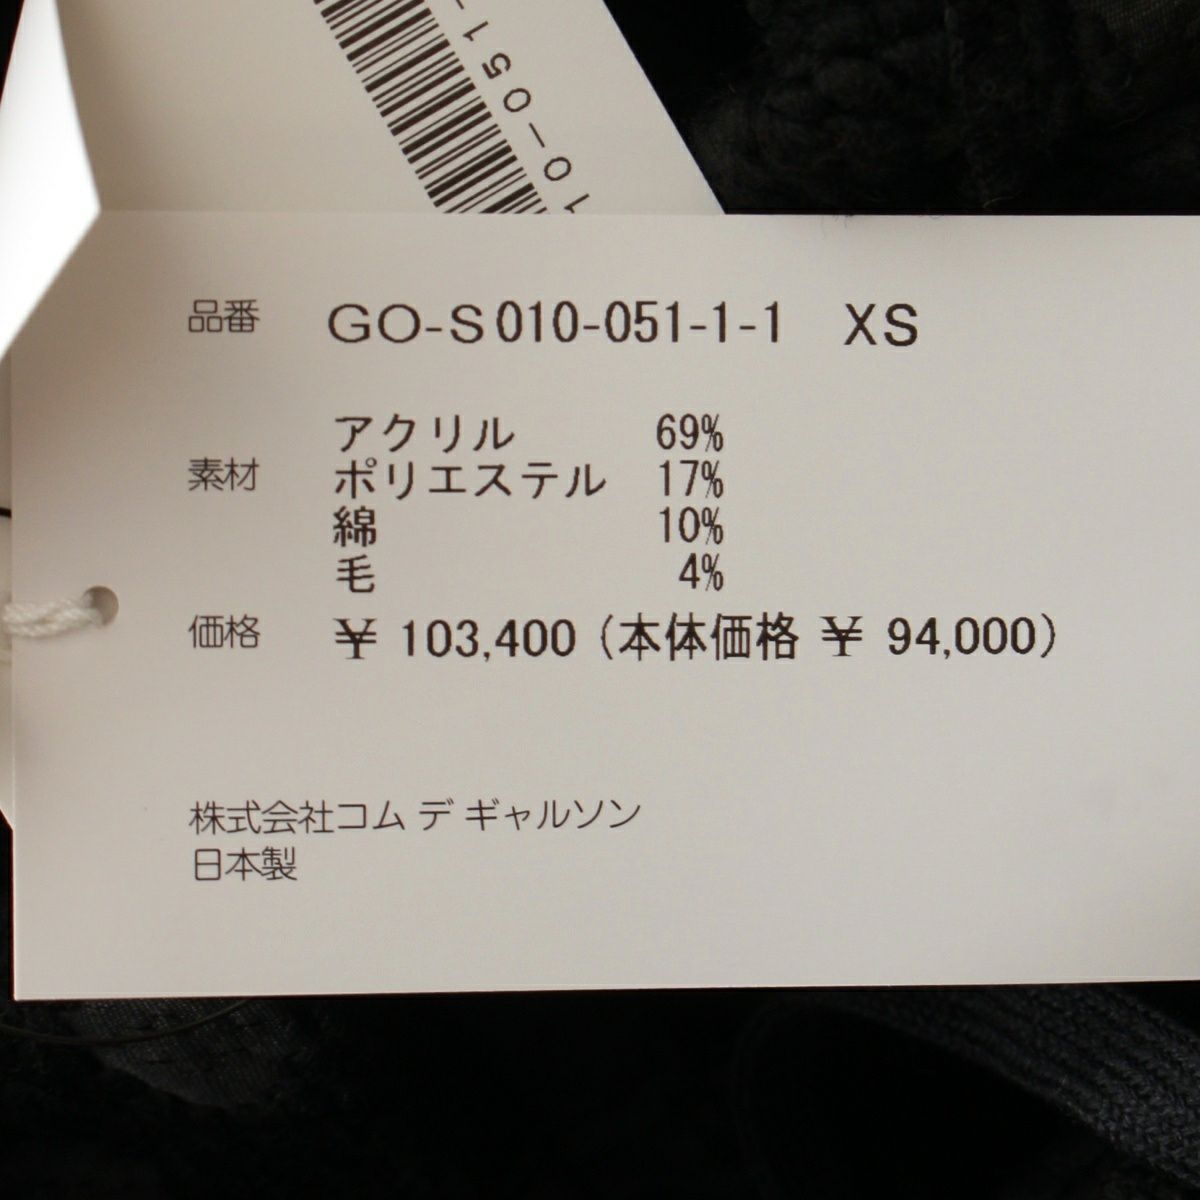 10-051-
品番 GO-S010-051-1-1 XS
アクリル 69%
素材 ポリエステル 17%
綿 10%
毛 4%
価格 ¥ 103,400 (本体価格 ¥ 94,000)
株式会社コム デ ギャルソン
日本製